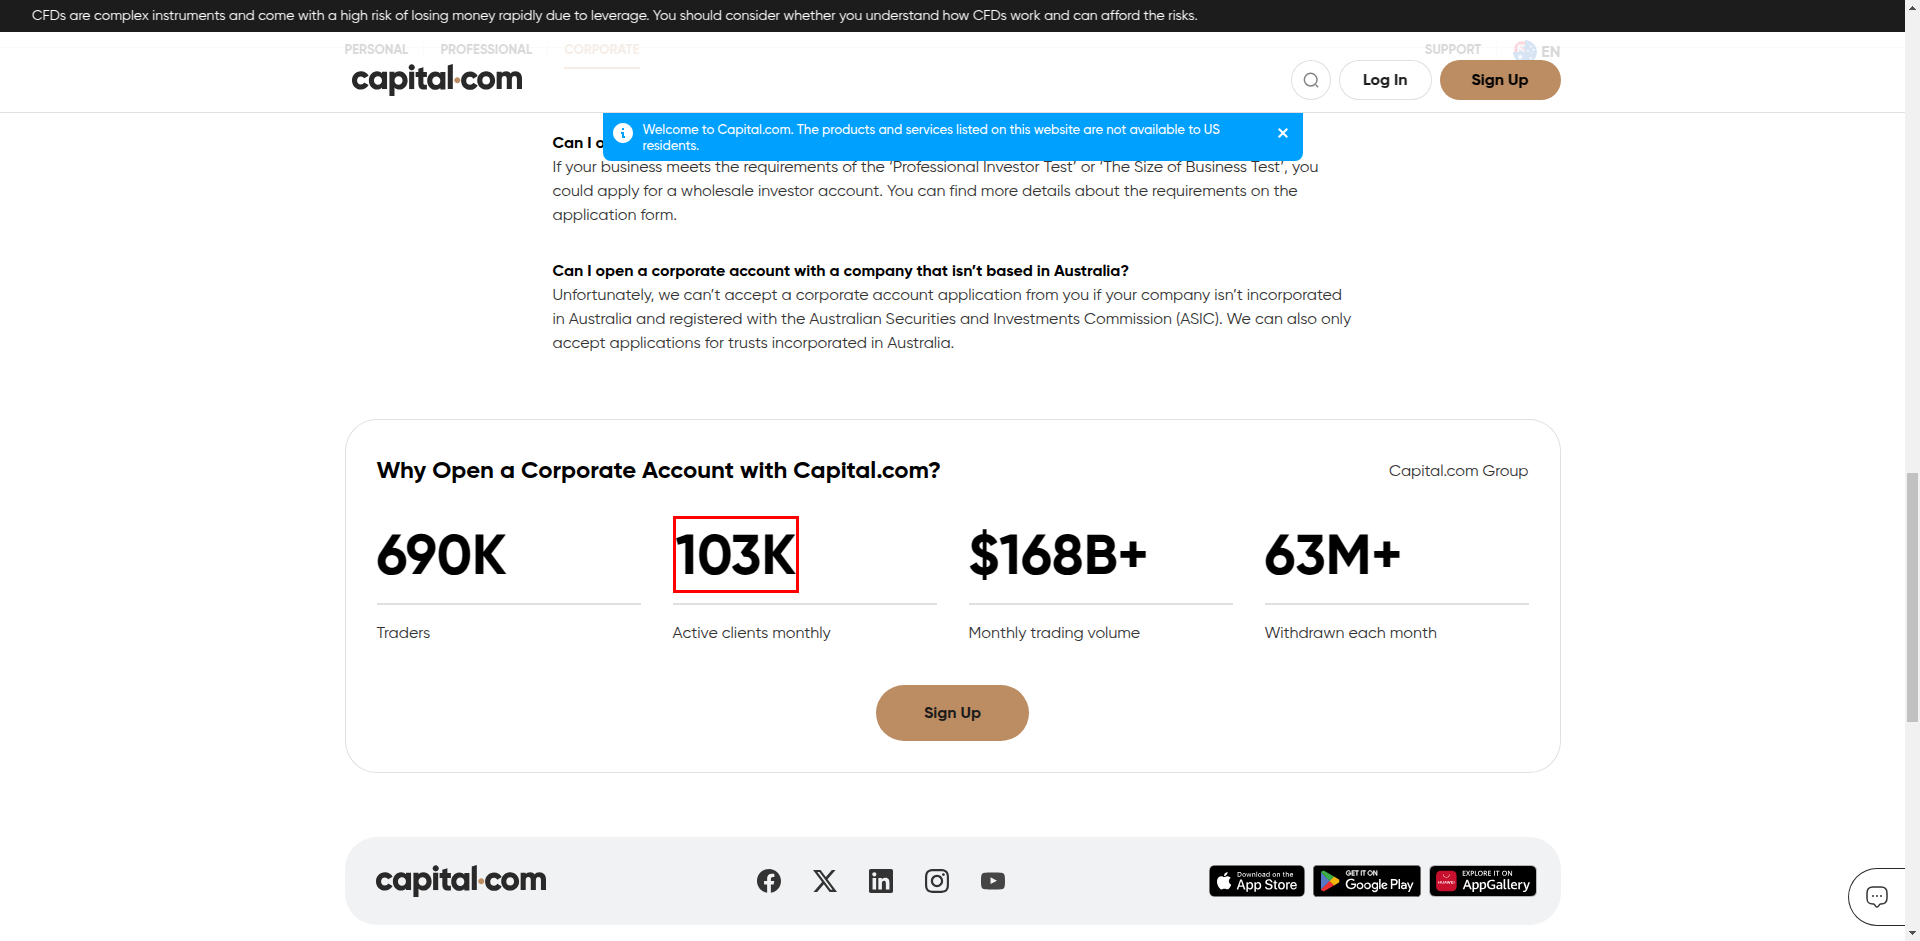 CFDs are complex instruments and come with a high risk of losing money rapidly due to leverage. You should consider whether you understand how CFDs work and can afford the risks.
PERSONAL PROFESSIONAL CORPORATE SUPPORT EN
capital.com Log In Sign Up
Welcome to Capital.com. The products and services listed on this website are not available to US
residents.
Can I o
If your business meets the requirements of the ‘Professional Investor Test’ or ‘The Size of Business Test’, you
could apply for a wholesale investor account. You can find more details about the requirements on the
application form.
Can I open a corporate account with a company that isn’t based in Australia?
Unfortunately, we can’t accept a corporate account application from you if your company isn’t incorporated
in Australia and registered with the Australian Securities and Investments Commission (ASIC). We can also only
accept applications for trusts incorporated in Australia.
Why Open a Corporate Account with Capital.com? Capital.com Group
690K 103K $168B+ 63M+
Traders Active clients monthly Monthly trading volume Withdrawn each month
Sign Up
capital.com
Download on the
App Store
GET IT ON
Google Play
HUAWEI
EXPLORE IT ON
AppGallery